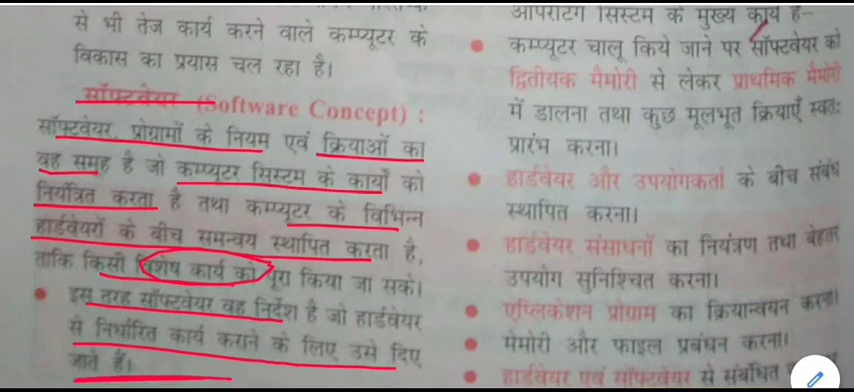 से भी तेज कार्य करने वाले कम्प्यूटर के
विकास का प्रयास चल रहा है।
सॉफ्टवेयर (Software Concept) :
सॉफ्टवेयर, प्रोग्रामों के नियम एवं क्रियाओं का
वह समूह है जो कम्प्यूटर सिस्टम के कार्यों को
नियंत्रित करता है तथा कम्प्यूटर के विभिन्न
हार्डवेयरों के बीच समन्वय स्थापित करता है,
ताकि किसी विशेष कार्य को पूरा किया जा सके।
● इस तरह सॉफ्टवेयर वह निर्देश है जो हार्डवेयर
से निर्धारित कार्य कराने के लिए उसे दिए
जाते हैं।
ऑपरेटिंग सिस्टम के मुख्य कार्य हैं–
● कम्प्यूटर चालू किये जाने पर सॉफ्टवेयर को
द्वितीयक मैमोरी से लेकर प्राथमिक मैमोरी
में डालना तथा कुछ मूलभूत क्रियाएँ स्वतः
प्रारंभ करना।
● हार्डवेयर और उपयोगकर्ता के बीच संबंध
स्थापित करना।
● हार्डवेयर संसाधनों का नियंत्रण तथा बेहतर
उपयोग सुनिश्चित करना।
● एप्लिकेशन प्रोग्राम का क्रियान्वयन करना।
● मेमोरी और फाइल प्रबंधन करना।
● हार्डवेयर एवं सॉफ्टवेयर से संबंधित